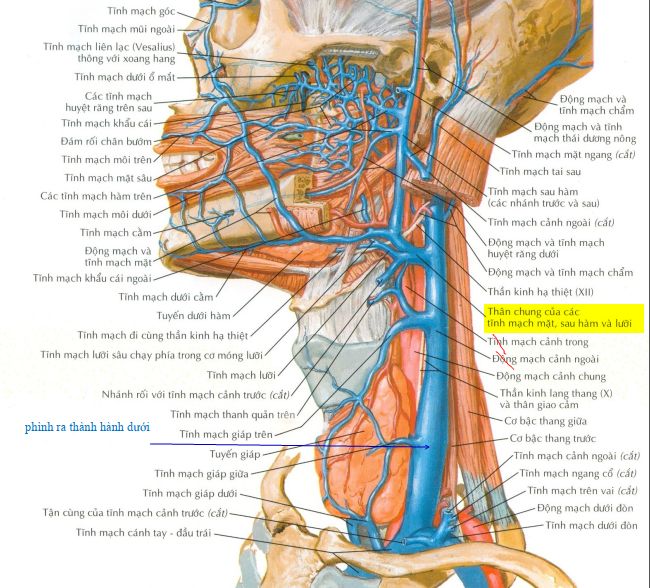 Tĩnh mạch góc
Tĩnh mạch mũi ngoài
Tĩnh mạch liên lạc (Vesalius)
thông với xoang hang
Tĩnh mạch dưới ổ mắt
Các tĩnh mạch
huyệt răng trên sau
Tĩnh mạch khẩu cái
Đám rối chân bướm
Tĩnh mạch môi trên
Tĩnh mạch mặt sâu
Các tĩnh mạch hàm trên
Tĩnh mạch môi dưới
Tĩnh mạch cằm
Động mạch và
tĩnh mạch mặt
Tĩnh mạch khẩu cái ngoài
Tĩnh mạch dưới cằm
Tuyến dưới hàm
Tĩnh mạch đi cùng thần kinh hạ thiệt
Tĩnh mạch lưỡi sâu chạy phía trong cơ móng lưỡi
Tĩnh mạch lưỡi
Nhánh rối với tĩnh mạch cảnh trước (cắt)
Tĩnh mạch thanh quản trên
phình ra thành hành dưới
Tĩnh mạch giáp trên
Tuyến giáp
Tĩnh mạch giáp giữa
Tĩnh mạch giáp dưới
Tận cùng của tĩnh mạch cảnh trước (cắt)
Tĩnh mạch cánh tay - đầu trái
Động mạch và
tĩnh mạch chẩm
Động mạch và tĩnh
mạch thái dương nông
Tĩnh mạch mặt ngang (cắt)
Tĩnh mạch tai sau
Tĩnh mạch sau hàm
(các nhánh trước và sau)
Tĩnh mạch cảnh ngoài (cắt)
Động mạch và tĩnh mạch
huyệt răng dưới
Động mạch và tĩnh mạch chẩm
Thần kinh hạ thiệt (XII)
Thân chung của các
tĩnh mạch mặt, sau hàm và lưỡi
Tĩnh mạch cảnh trong
Động mạch cảnh ngoài
Động mạch cảnh chung
Thần kinh lang thang (X)
và thân giao cảm
Cơ bậc thang giữa
Cơ bậc thang trước
Tĩnh mạch cảnh ngoài (cắt)
Tĩnh mạch ngang cổ (cắt)
Tĩnh mạch trên vai (cắt)
Động mạch dưới đòn
Tĩnh mạch dưới đòn